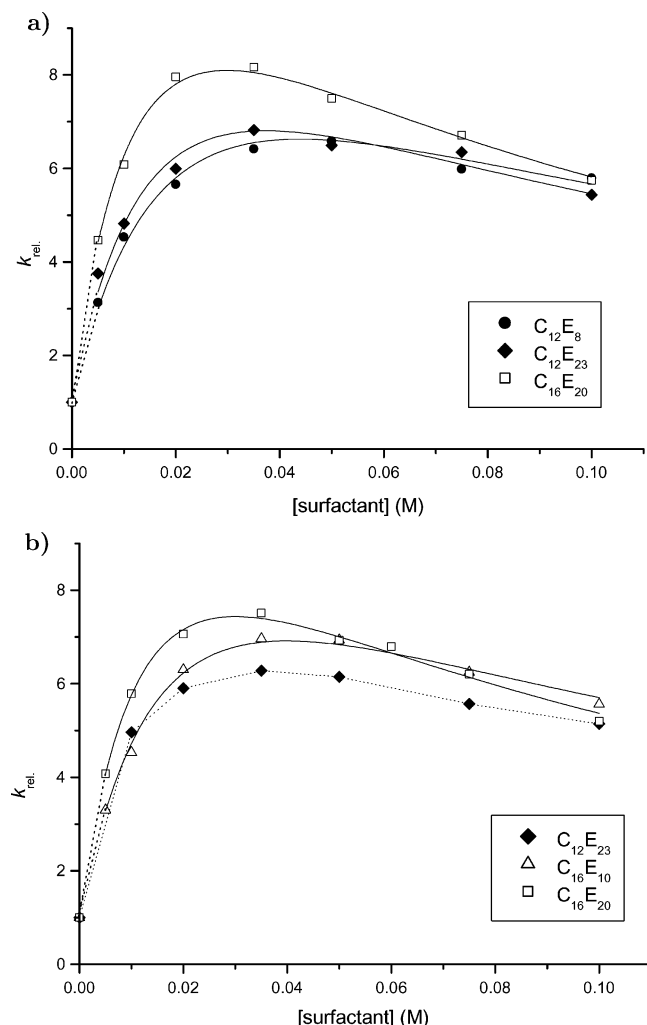 a)
8
6
4
2
0
k rel.
0.00 0.02 0.04 0.06 0.08 0.10
[surfactant] (M)
C12E8
C12E23
C16E20
b)
8
6
4
2
0
k rel.
0.00 0.02 0.04 0.06 0.08 0.10
[surfactant] (M)
C12E23
C16E10
C16E20